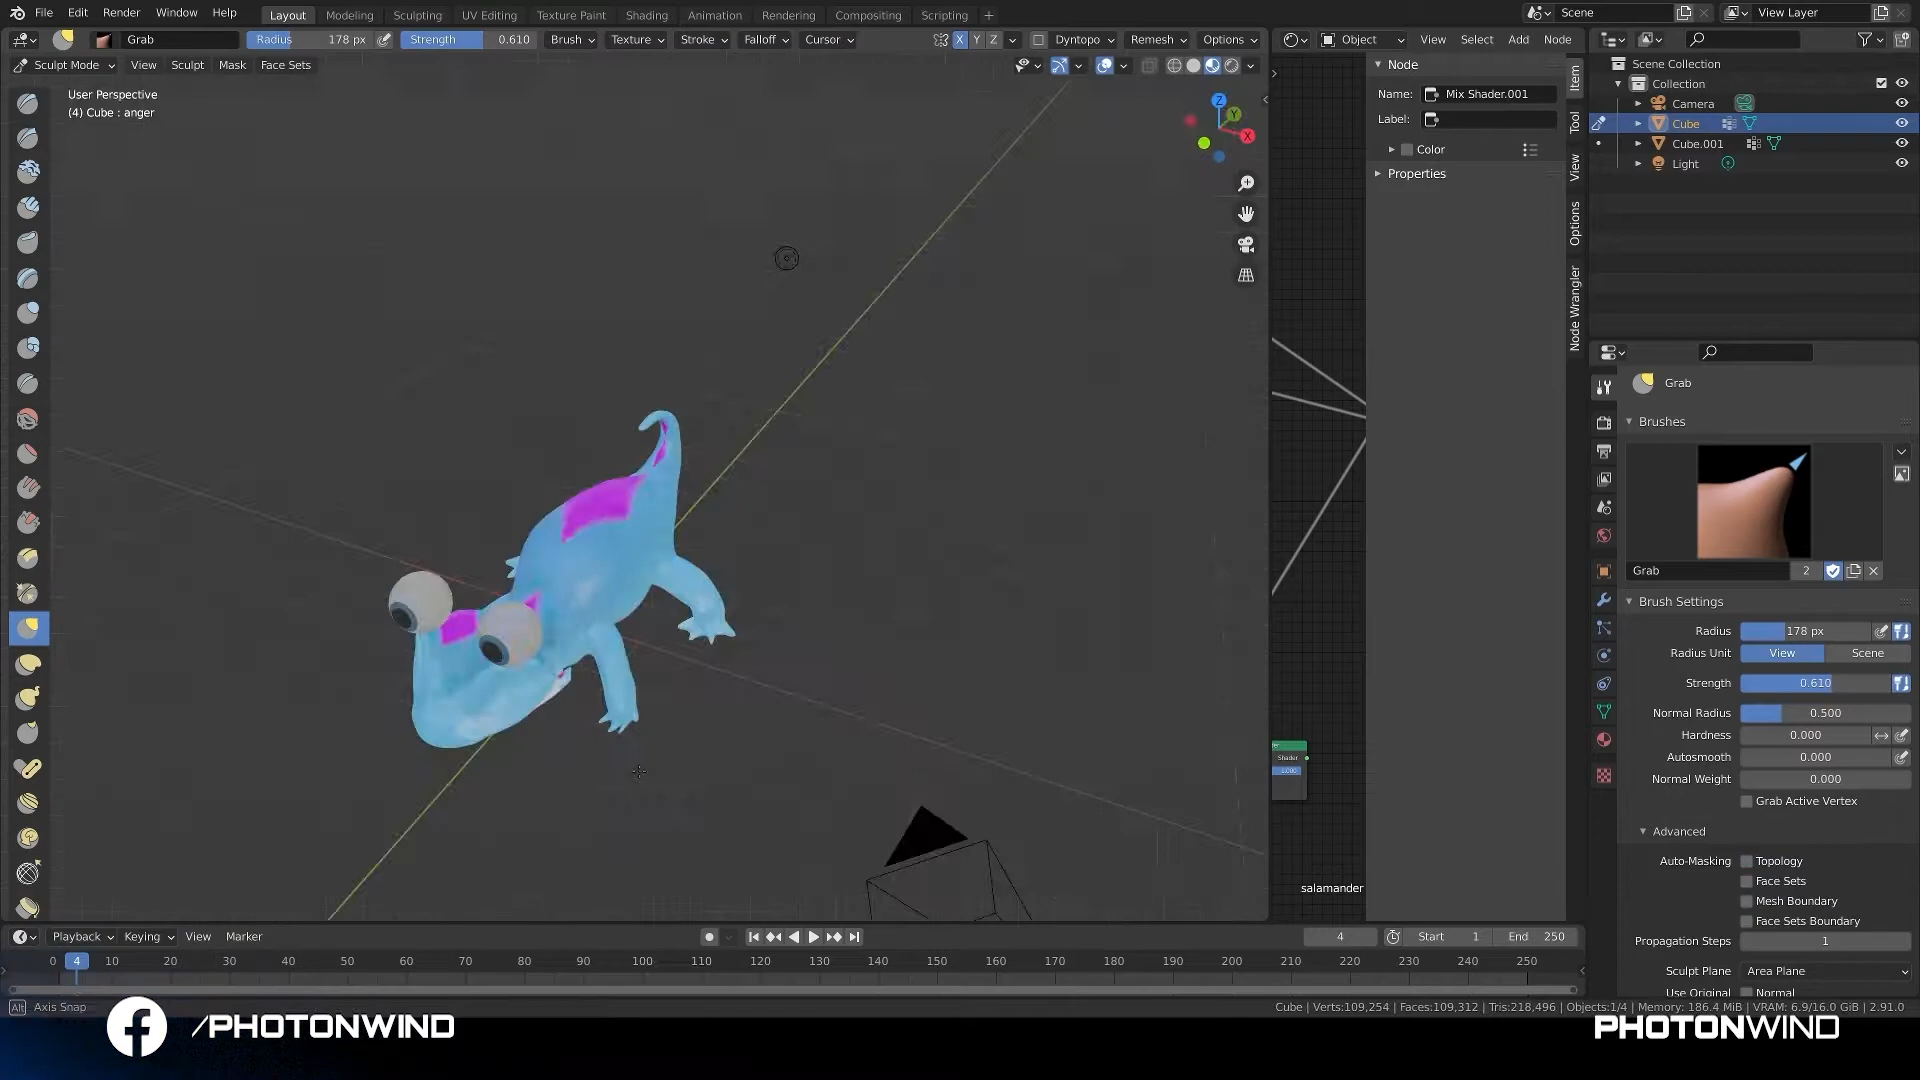 File Edit Render Window Help Layout Modeling Sculpting UV Editing Texture Paint Shading Animation Rendering Compositing Scripting + Scene View Layer
Grab Radius 178 px Strength 0.610 Brush Texture Stroke Falloff Cursor X Y Z Dyntopo Remesh Options Object View Select Add Node
Sculpt Mode View Sculpt Mask Face Sets
User Perspective
(4) Cube : anger
Z
Y
X
Node
Name: Mix Shader.001
Label:
Color
Properties
Item
Tool
View
Options
Node Wrangler
Shader
1.000
salamander
Scene Collection
Collection
Camera
Cube
Cube.001
Light
Grab
Brushes
Grab 2
Brush Settings
Radius 178 px
Radius Unit View Scene
Strength 0.610
Normal Radius 0.500
Hardness 0.000
Autosmooth 0.000
Normal Weight 0.000
Grab Active Vertex
Advanced
Auto-Masking Topology
Face Sets
Mesh Boundary
Face Sets Boundary
Propagation Steps 1
Sculpt Plane Area Plane
Use Original Normal
Playback Keying View Marker 4 Start 1 End 250
0 4 10 20 30 40 50 60 70 80 90 100 110 120 130 140 150 160 170 180 190 200 210 220 230 240 250
Alt Axis Snap Cube | Verts:109,254 | Faces:109,312 | Tris:218,496 | Objects:1/4 | Memory: 186.4 MiB | VRAM: 6.9/16.0 GiB | 2.91.0
/PHOTONWIND PHOTONWIND